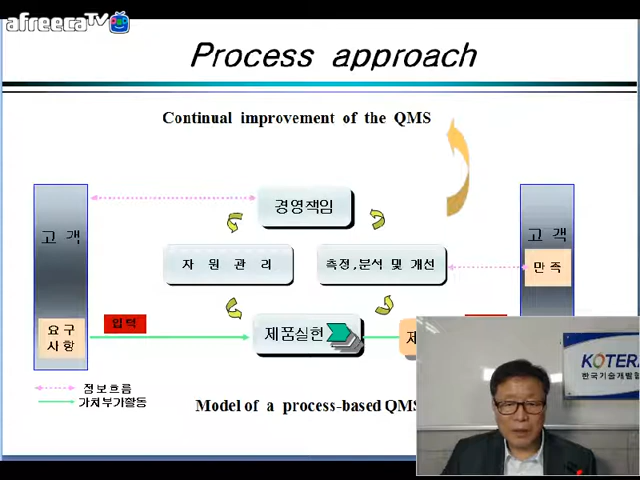 afreecaTV
Process approach
Continual improvement of the QMS
고객
경영책임
고객
자 원 관 리
측정,분석 및 개선
만족
요구
사항
입력
제품실현
제
KOTERA
한국기술개발협
정보흐름
가치부가활동
Model of a process-based QMS